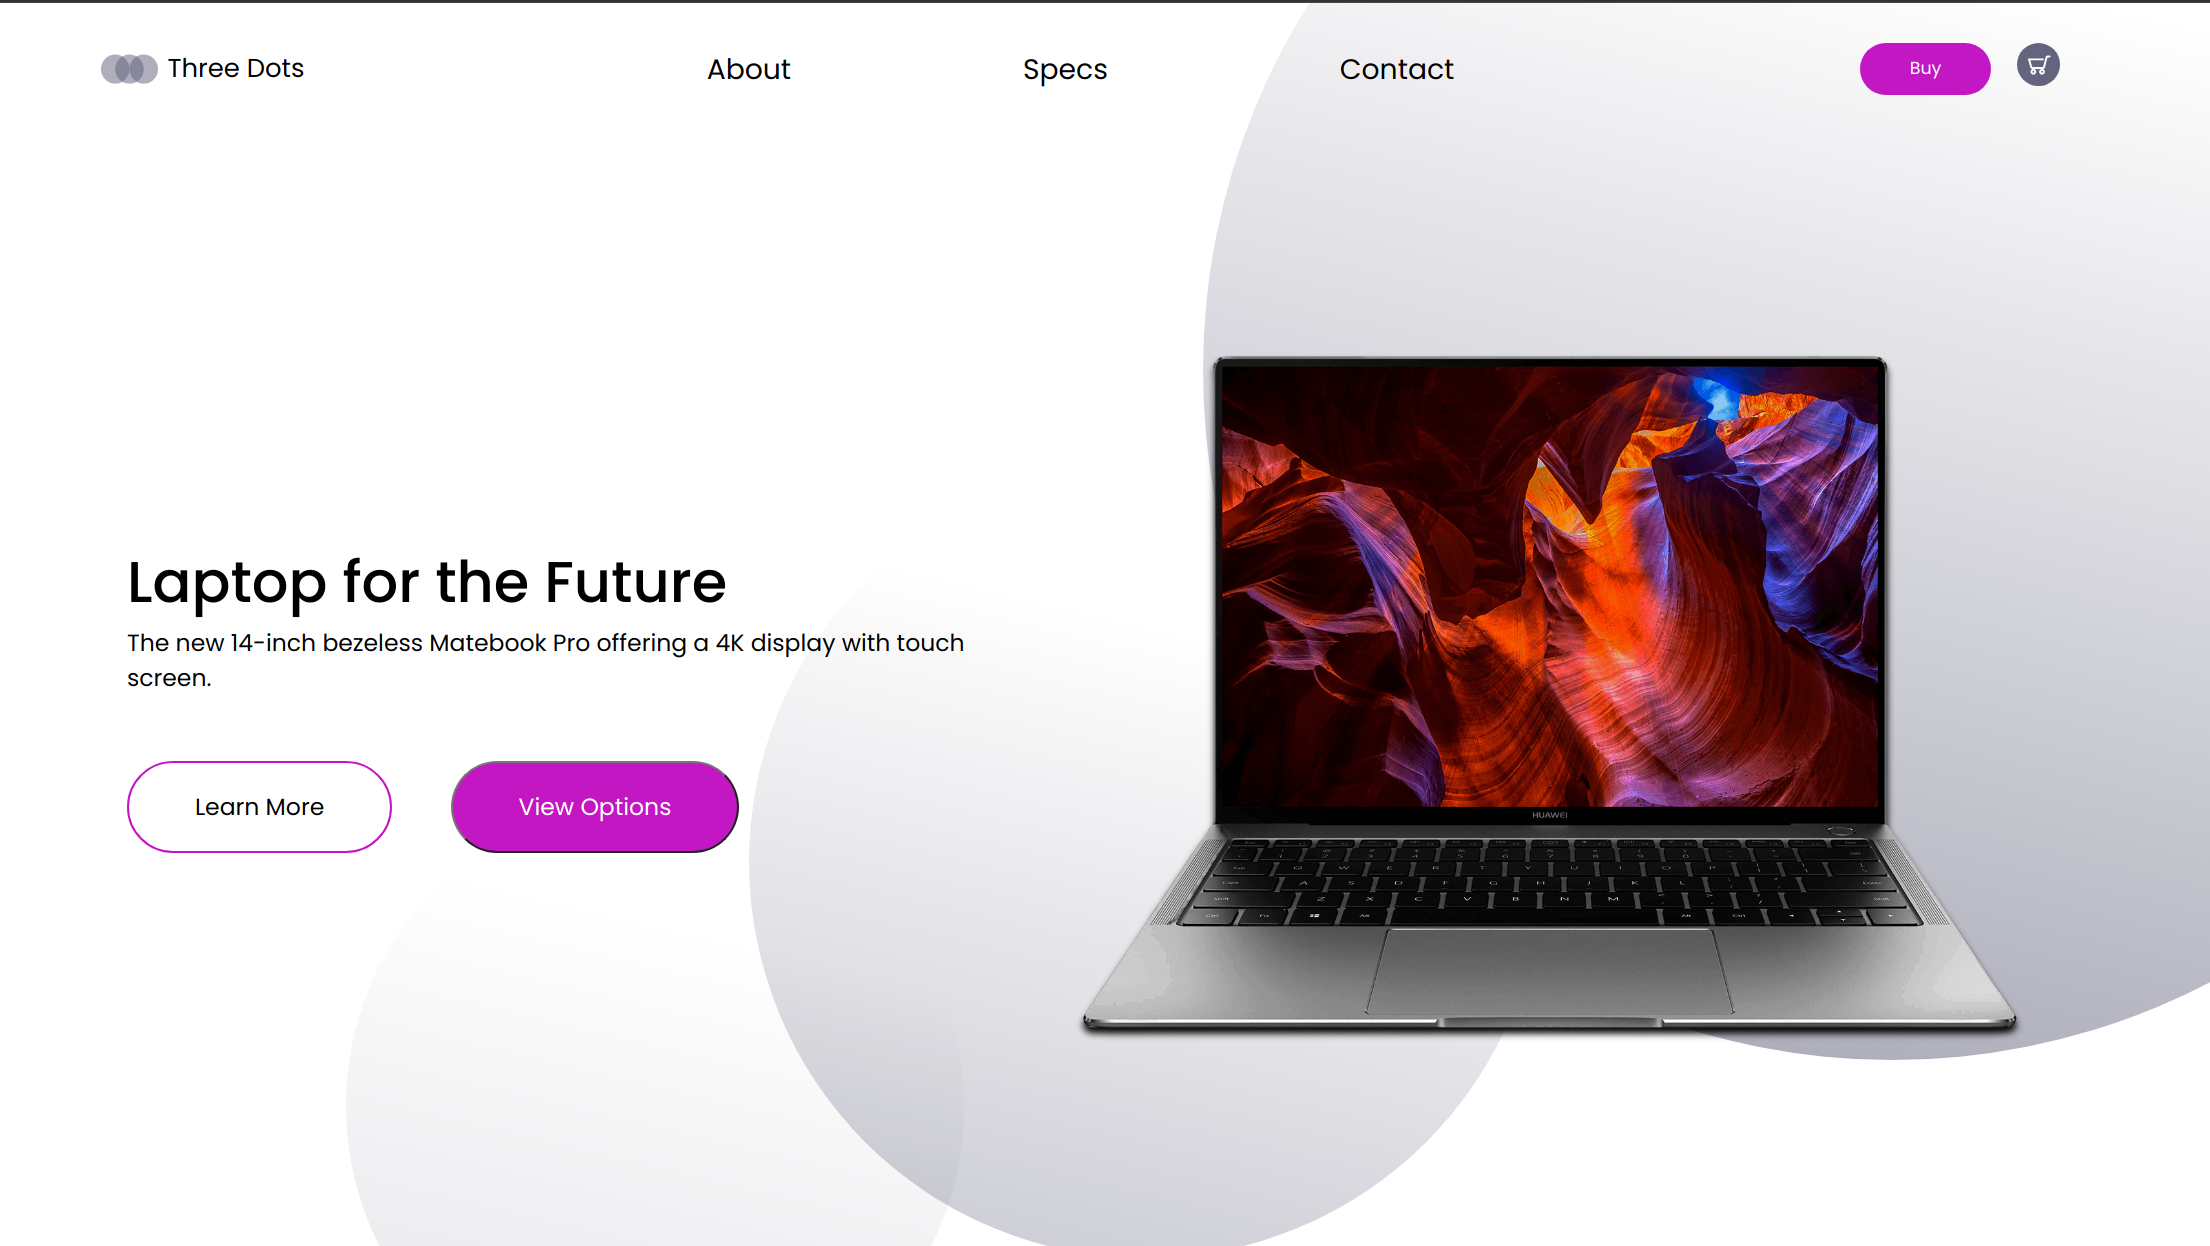 Three Dots
About
Specs
Contact
Buy
Laptop for the Future
The new 14-inch bezeless Matebook Pro offering a 4K display with touch
screen.
Learn More
View Options
HUAWEI